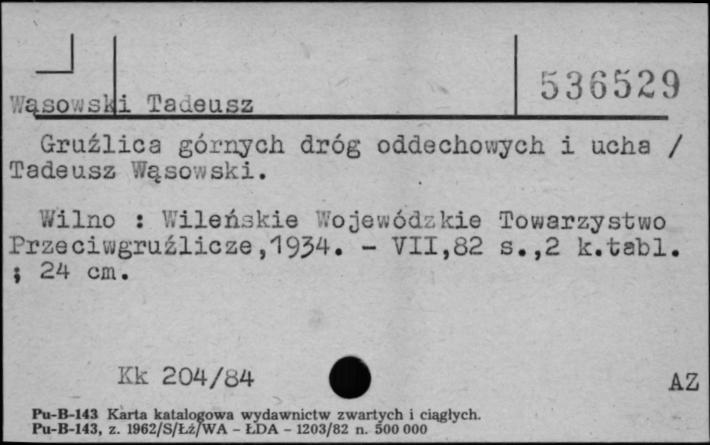 536529
Wąsowski Tadeusz
Gruźlica górnych dróg oddechowych i ucha /
Tadeusz Wąsowski.
Wilno : Wileńskie Wojewódzkie Towarzystwo
Przeciwgruźlicze,1934. - VII,82 s.,2 k.tabl.
; 24 cm.
Kk 204/84
AZ
Pu-B-143 Karta katalogowa wydawnictw zwartych i ciągłych.
Pu-B-143, z. 1962/S/Łź/WA - ŁDA - 1203/82 n. 500 000